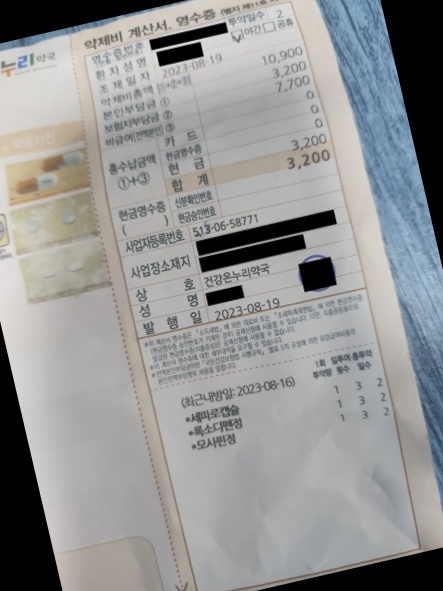 누리약국
약제비 계산서.영수증
영수증번호 투약일수 2
환자성명 야간 공휴
조제일자 2023-08-19
약제비총액 ①+②+③ 10,900
본인부담금 ① 3,200
보험자부담금 ② 7,700
비급여(전액본인) ③ 0
총수납금액 ①+③ 카드 0
현금영수증 0
현금 3,200
합계 3,200
현금영수증 ( ) 신분확인번호
현금승인번호
사업자등록번호 513-06-58771
사업장소재지
상호 건강온누리약국
성명
발행일 2023-08-19
(최근내방일: 2023-08-16)
1회 투약량 일투여 횟수 총투약 일수
*세파로캡슐 1 3 2
*록소디펜정 1 3 2
*모사핀정 1 3 2